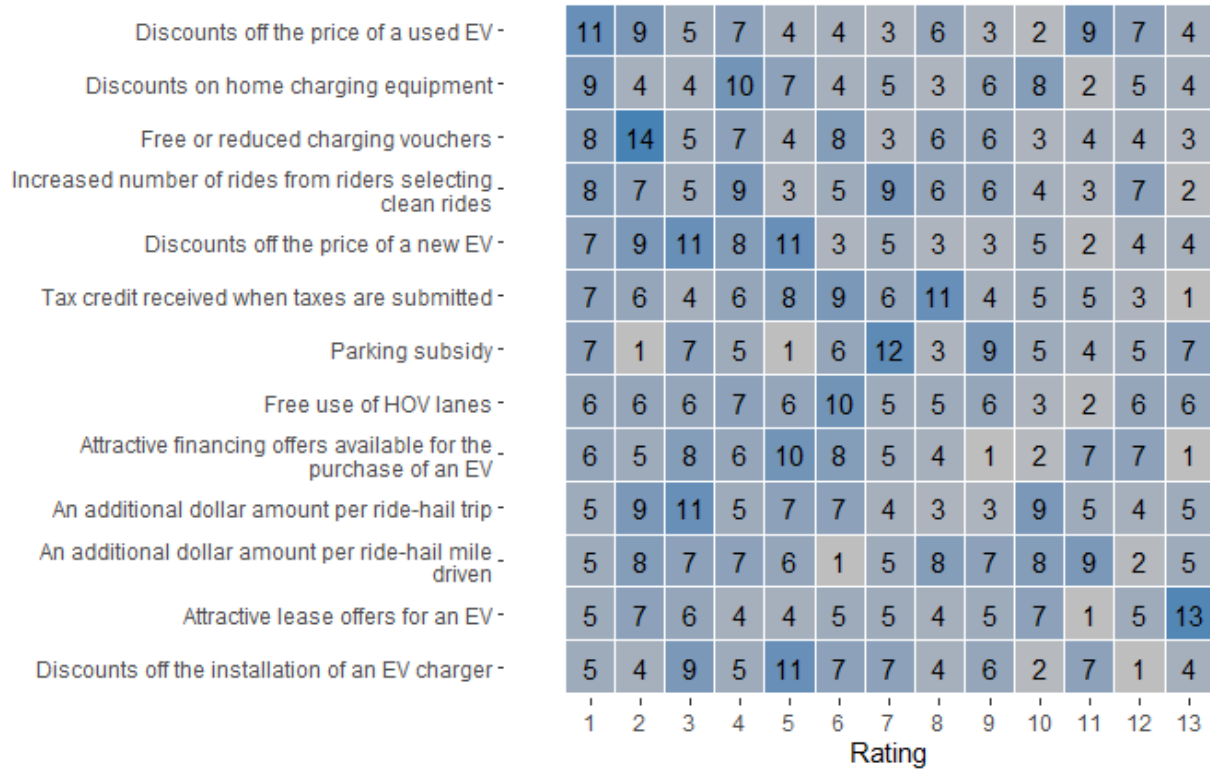 Discounts off the price of a used EV 11 9 5 7 4 4 3 6 3 2 9 7 4
Discounts on home charging equipment 9 4 4 10 7 4 5 3 6 8 2 5 4
Free or reduced charging vouchers 8 14 5 7 4 8 3 6 6 3 4 4 3
Increased number of rides from riders selecting
clean rides 8 7 5 9 3 5 9 6 6 4 3 7 2
Discounts off the price of a new EV 7 9 11 8 11 3 5 3 3 5 2 4 4
Tax credit received when taxes are submitted 7 6 4 6 8 9 6 11 4 5 5 3 1
Parking subsidy 7 1 7 5 1 6 12 3 9 5 4 5 7
Free use of HOV lanes 6 6 6 7 6 10 5 5 6 3 2 6 6
Attractive financing offers available for the
purchase of an EV 6 5 8 6 10 8 5 4 1 2 7 7 1
An additional dollar amount per ride-hail trip 5 9 11 5 7 7 4 3 3 9 5 4 5
An additional dollar amount per ride-hail mile
driven 5 8 7 7 6 1 5 8 7 8 9 2 5
Attractive lease offers for an EV 5 7 6 4 4 5 5 4 5 7 1 5 13
Discounts off the installation of an EV charger 5 4 9 5 11 7 7 4 6 2 7 1 4
1 2 3 4 5 6 7 8 9 10 11 12 13
Rating